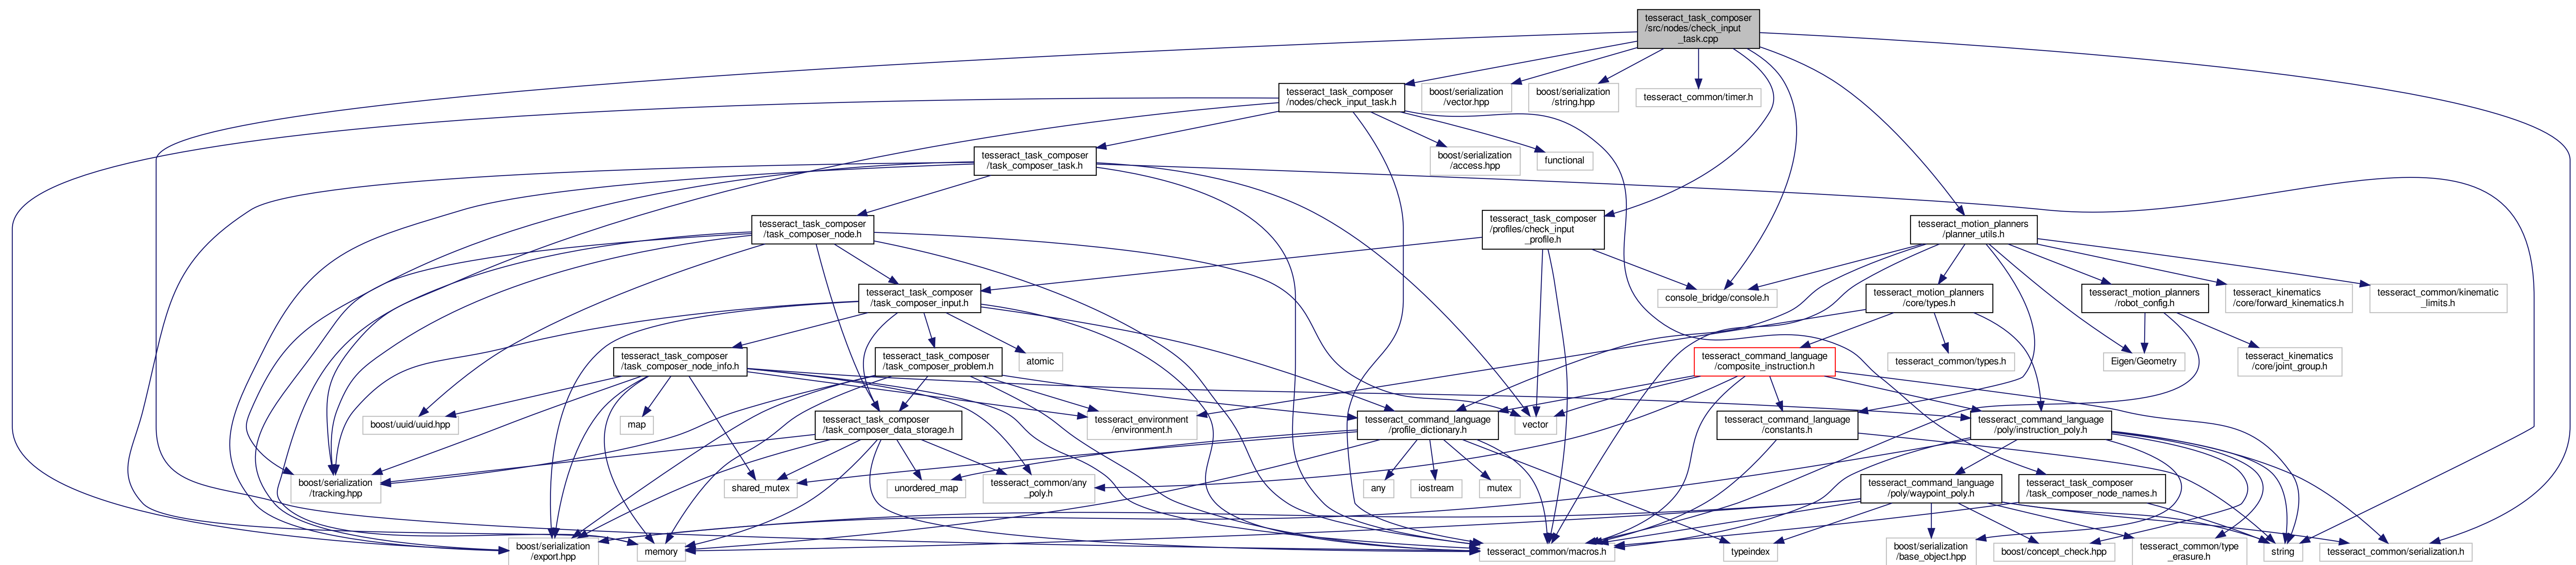 tesseract_task_composer
/src/nodes/check_input
_task.cpp
tesseract_task_composer
/nodes/check_input_task.h
boost/serialization
/vector.hpp
boost/serialization
/string.hpp
tesseract_common/timer.h
tesseract_task_composer
/task_composer_task.h
boost/serialization
/access.hpp
functional
tesseract_task_composer
/task_composer_node.h
tesseract_task_composer
/profiles/check_input
_profile.h
tesseract_motion_planners
/planner_utils.h
tesseract_task_composer
/task_composer_input.h
console_bridge/console.h
tesseract_motion_planners
/core/types.h
tesseract_motion_planners
/robot_config.h
tesseract_kinematics
/core/forward_kinematics.h
tesseract_common/kinematic
_limits.h
tesseract_task_composer
/task_composer_node_info.h
tesseract_task_composer
/task_composer_problem.h
atomic
tesseract_command_language
/composite_instruction.h
tesseract_common/types.h
Eigen/Geometry
tesseract_kinematics
/core/joint_group.h
boost/uuid/uuid.hpp
map
tesseract_task_composer
/task_composer_data_storage.h
tesseract_environment
/environment.h
tesseract_command_language
/profile_dictionary.h
vector
tesseract_command_language
/constants.h
tesseract_command_language
/poly/instruction_poly.h
boost/serialization
/tracking.hpp
shared_mutex
unordered_map
tesseract_common/any
_poly.h
any
iostream
mutex
tesseract_command_language
/poly/waypoint_poly.h
tesseract_task_composer
/task_composer_node_names.h
boost/serialization
/export.hpp
memory
tesseract_common/macros.h
typeindex
boost/serialization
/base_object.hpp
boost/concept_check.hpp
tesseract_common/type
_erasure.h
string
tesseract_common/serialization.h